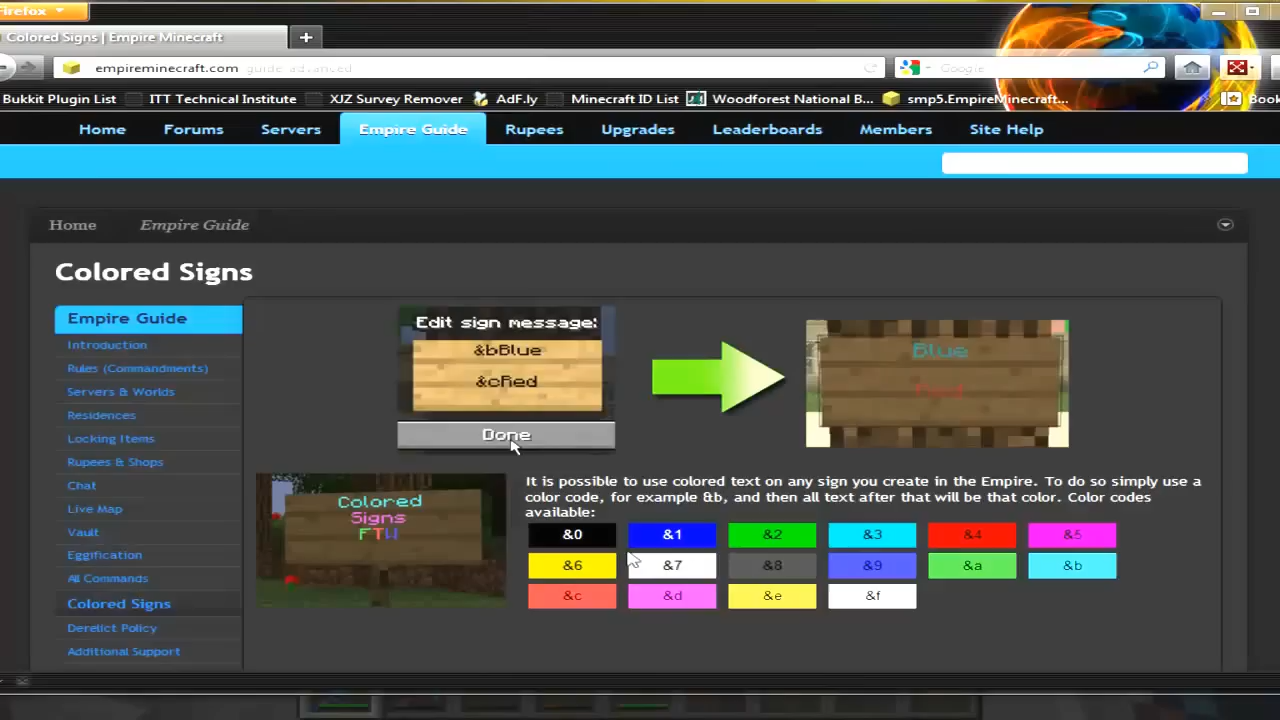 Firefox
Colored Signs | Empire Minecraft
+
empireminecraft.com guide advanced
Google
Bukkit Plugin List
ITT Technical Institute
XJZ Survey Remover
AdF.ly
Minecraft ID List
Woodforest National B...
smp5.EmpireMinecraft...
Book
Home
Forums
Servers
Empire Guide
Rupees
Upgrades
Leaderboards
Members
Site Help
Home
Empire Guide
Colored Signs
Empire Guide
Introduction
Rules (Commandments)
Servers & Worlds
Residences
Locking Items
Rupees & Shops
Chat
Live Map
Vault
Eggification
All Commands
Colored Signs
Derelict Policy
Additional Support
Edit sign message:
&bBlue
&cRed
Done
Blue
Red
Colored
Signs
FTW
It is possible to use colored text on any sign you create in the Empire. To do so simply use a
color code, for example &b, and then all text after that will be that color. Color codes
available:
&0 &1 &2 &3 &4 &5
&6 &7 &8 &9 &a &b
&c &d &e &f